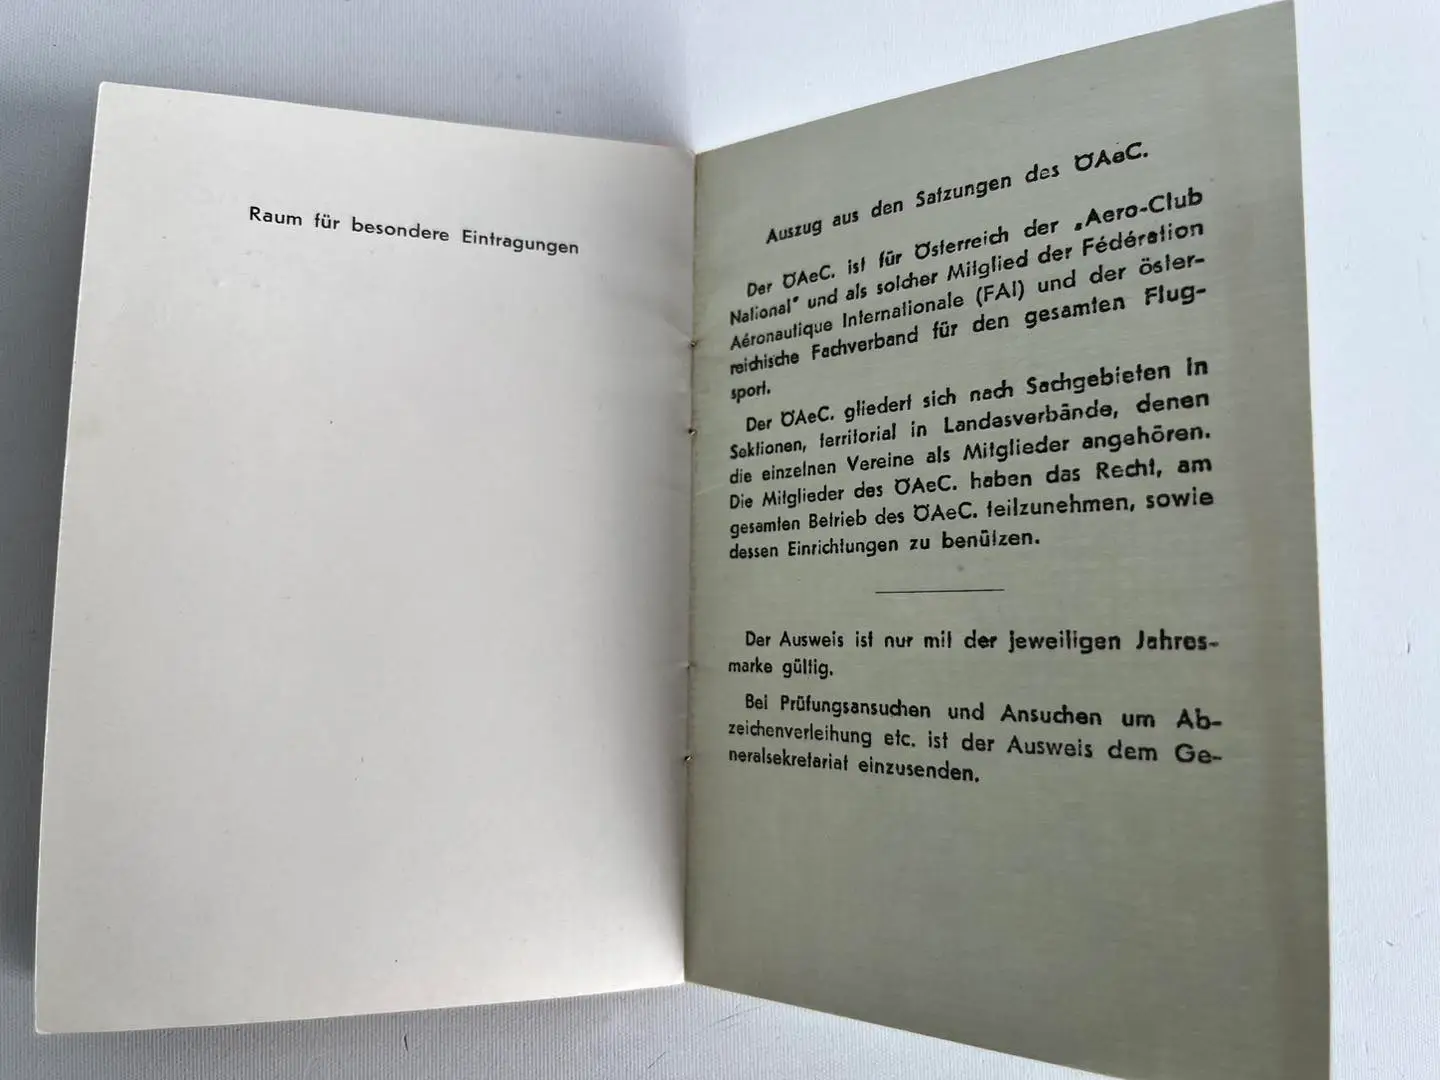 Raum für besondere Eintragungen
Auszug aus den Satzungen des ÖAeC.
Der ÖAeC. ist für Österreich der „Aero-Club
National" und als solcher Mitglied der Fédération
Aéronautique Internationale (FAI) und der öster-
reichische Fachverband für den gesamten Flug-
sport.
Der ÖAeC. gliedert sich nach Sachgebieten in
Sektionen, territorial in Landesverbände, denen
die einzelnen Vereine als Mitglieder angehören.
Die Mitglieder des ÖAeC. haben das Recht, am
gesamten Betrieb des ÖAeC. teilzunehmen, sowie
dessen Einrichtungen zu benützen.
Der Ausweis ist nur mit der jeweiligen Jahres-
marke gültig.
Bei Prüfungsansuchen und Ansuchen um Ab-
zeichenverleihung etc. ist der Ausweis dem Ge-
neralsekretariat einzusenden.